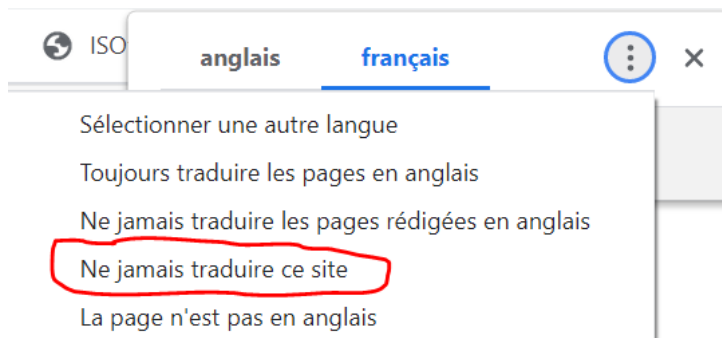 ISO
anglais français
Sélectionner une autre langue
Toujours traduire les pages en anglais
Ne jamais traduire les pages rédigées en anglais
Ne jamais traduire ce site
La page n'est pas en anglais